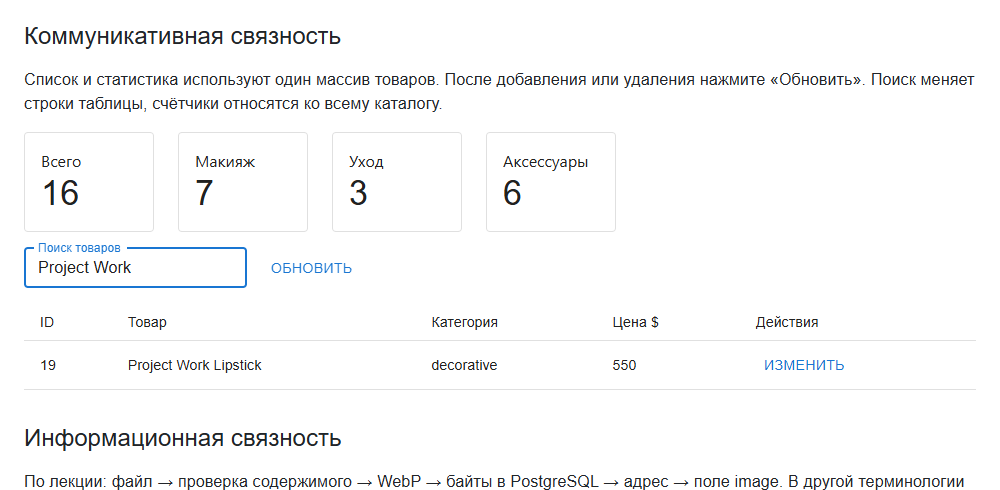 Коммуникативная связность
Список и статистика используют один массив товаров. После добавления или удаления нажмите «Обновить». Поиск меняет
строки таблицы, счётчики относятся ко всему каталогу.
Всего Макияж Уход Аксессуары
16 7 3 6
Поиск товаров
Project Work ОБНОВИТЬ
ID Товар Категория Цена $ Действия
19 Project Work Lipstick decorative 550 ИЗМЕНИТЬ
Информационная связность
По лекции: файл → проверка содержимого → WebP → байты в PostgreSQL → адрес → поле image. В другой терминологии